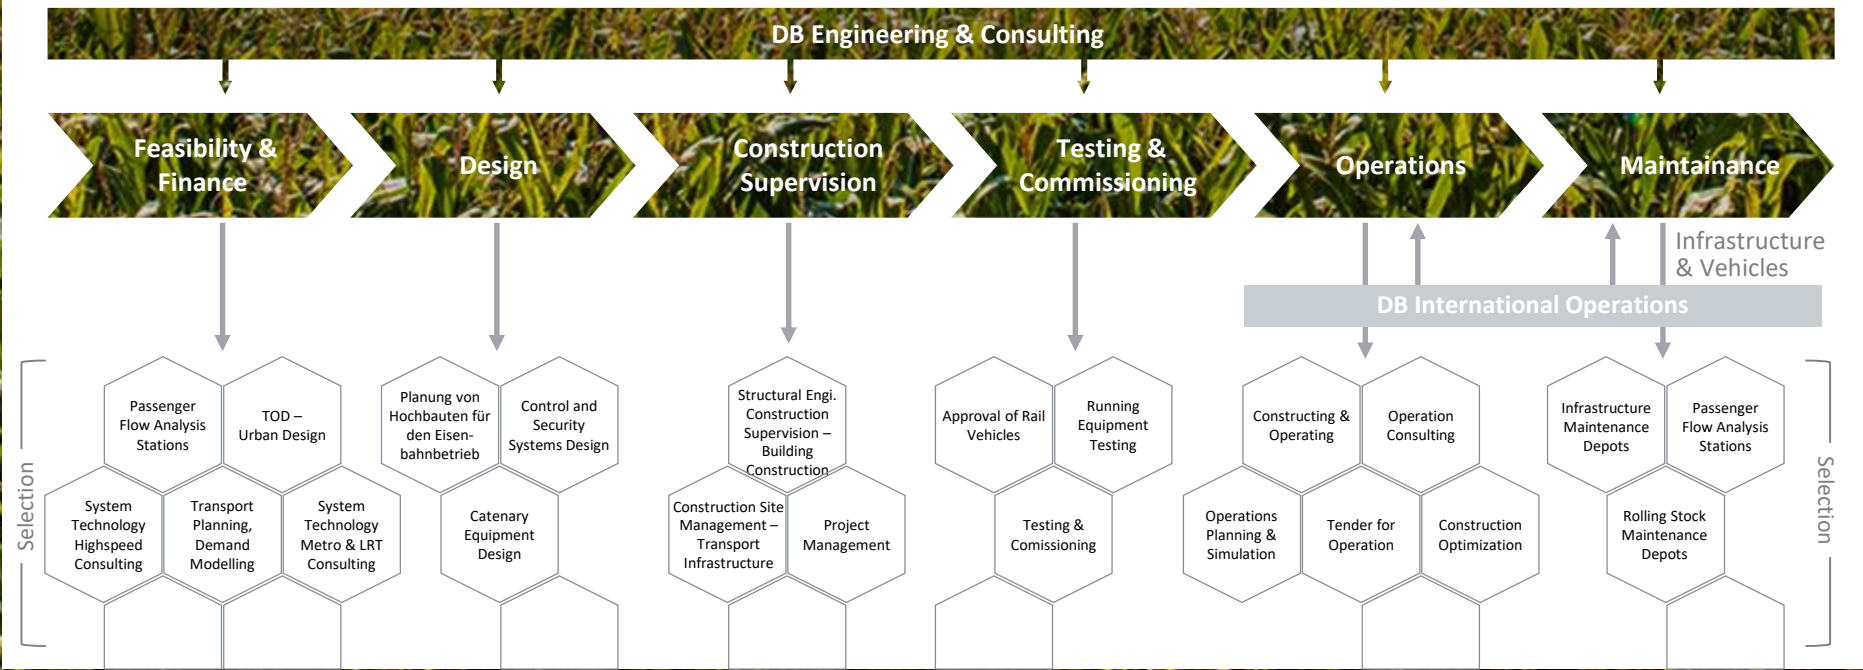 DB Engineering & Consulting
Feasibility &
Finance
Design
Construction
Supervision
Testing &
Commissioning
Operations
Maintainance
Infrastructure
& Vehicles
DB International Operations
Selection
Passenger
Flow Analysis
Stations
TOD –
Urban Design
System
Technology
Highspeed
Consulting
Transport
Planning,
Demand
Modelling
System
Technology
Metro & LRT
Consulting
Planung von
Hochbauten für
den Eisen-
bahnbetrieb
Control and
Security
Systems Design
Catenary
Equipment
Design
Structural Engi.
Construction
Supervision –
Building
Construction
Construction Site
Management –
Transport
Infrastructure
Project
Management
Approval of Rail
Vehicles
Running
Equipment
Testing
Testing &
Comissioning
Constructing &
Operating
Operation
Consulting
Operations
Planning &
Simulation
Tender for
Operation
Construction
Optimization
Infrastructure
Maintenance
Depots
Passenger
Flow Analysis
Stations
Rolling Stock
Maintenance
Depots
Selection